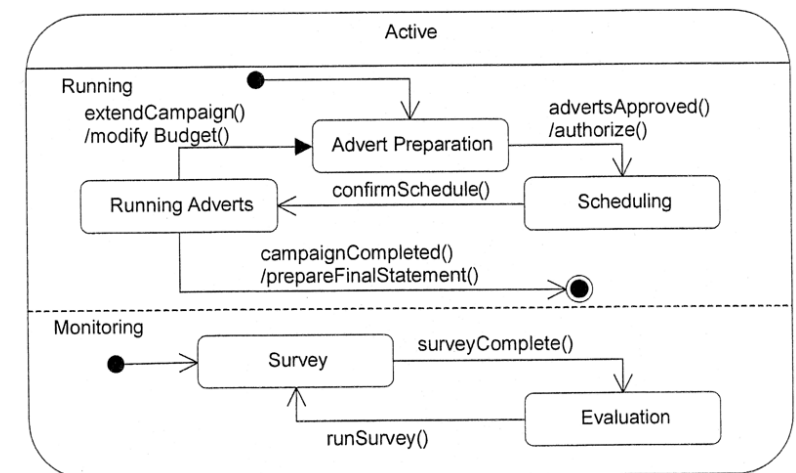 Active
Running
extendCampaign()
/modify Budget()
Advert Preparation
advertsApproved()
/authorize()
Running Adverts
confirmSchedule()
Scheduling
campaignCompleted()
/prepareFinalStatement()
Monitoring
Survey
surveyComplete()
Evaluation
runSurvey()